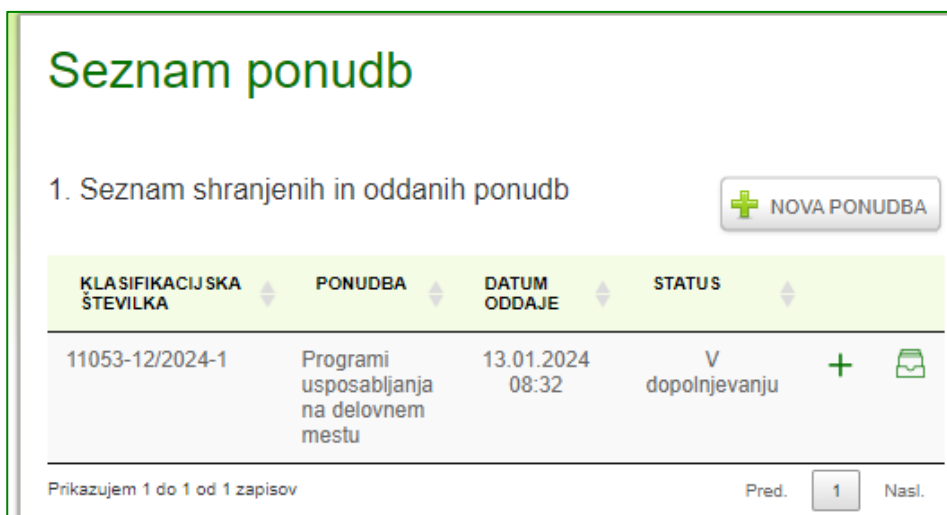 Seznam ponudb
1. Seznam shranjenih in oddanih ponudb
NOVA PONUDBA
KLASIFIKACIJSKA
ŠTEVILKA
PONUDBA
DATUM
ODDAJE
STATUS
11053-12/2024-1
Programi
usposabljanja
na delovnem
mestu
13.01.2024
08:32
V
dopolnjevanju
Prikazujem 1 do 1 od 1 zapisov
Pred.
1
Nasl.